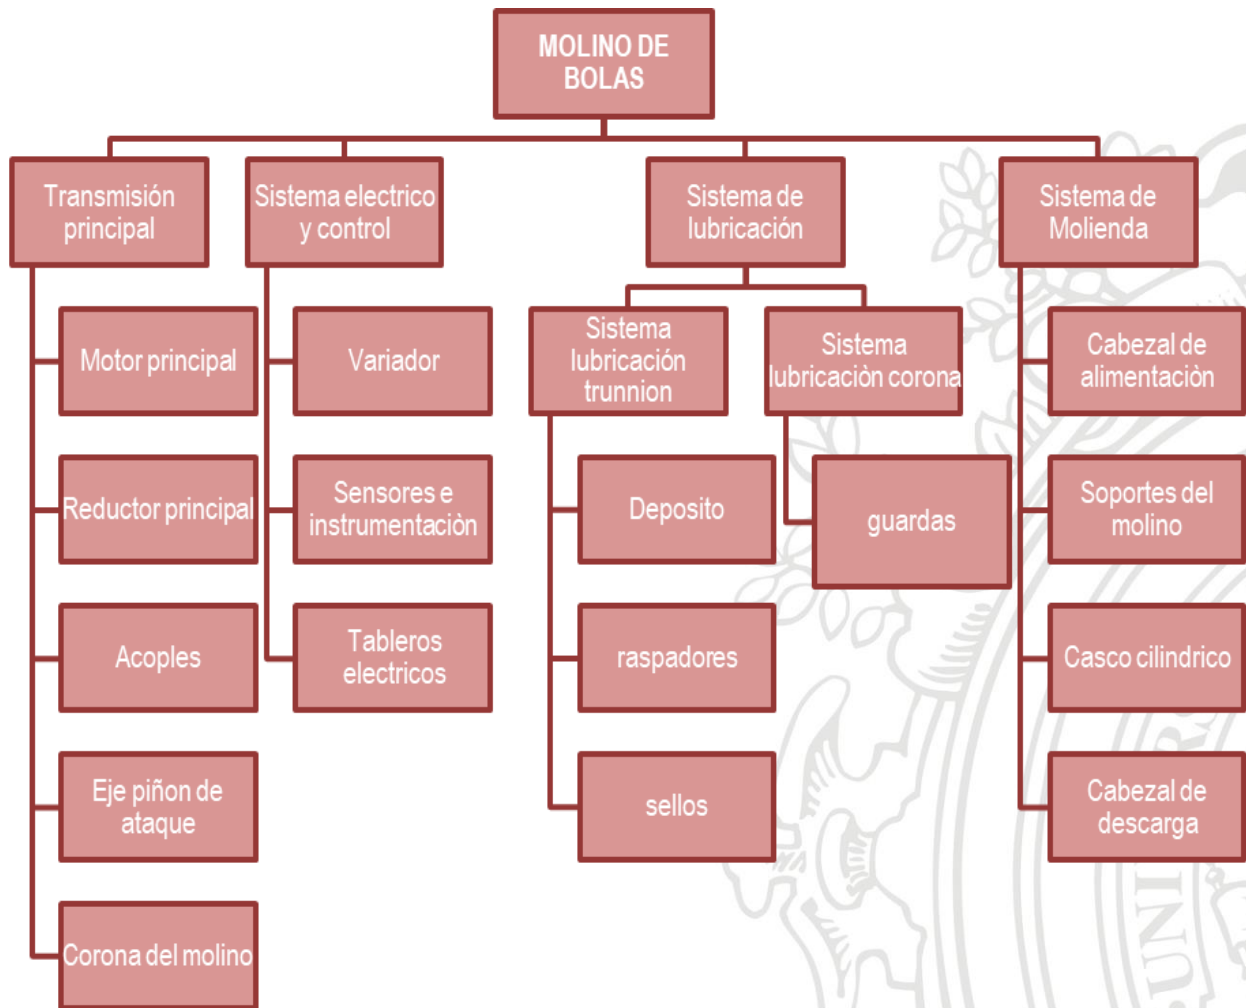 MOLINO DE
BOLAS
Transmisión
principal
Sistema electrico
y control
Sistema de
lubricación
Sistema de
Molienda
Motor principal
Reductor principal
Acoples
Eje piñon de
ataque
Corona del molino
Variador
Sensores e
instrumentaciòn
Tableros
electricos
Sistema
lubricación
trunnion
Deposito
raspadores
sellos
Sistema
lubricaciòn corona
guardas
Cabezal de
alimentaciòn
Soportes del
molino
Casco cilindrico
Cabezal de
descarga